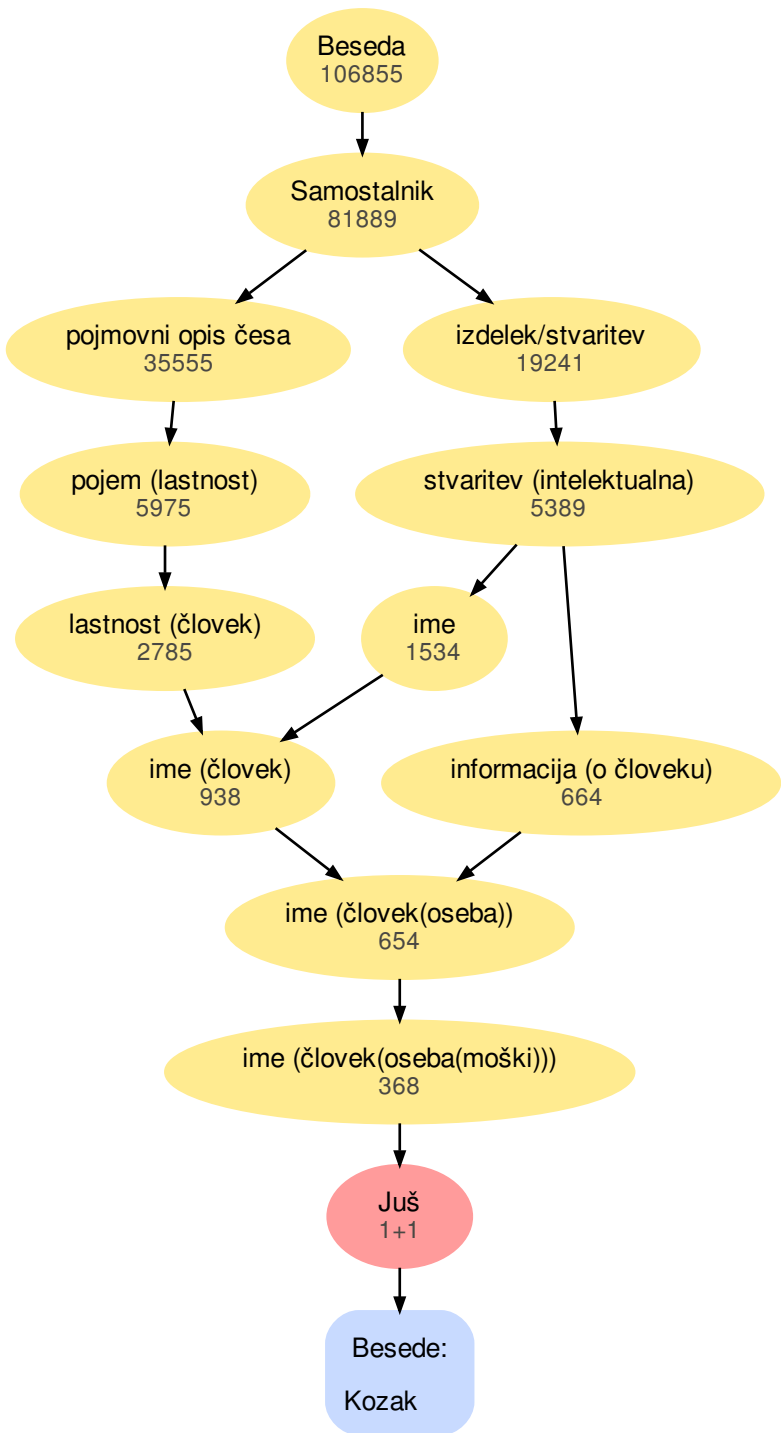 Beseda
106855
Samostalnik
81889
pojmovni opis česa
35555
izdelek/stvaritev
19241
pojem (lastnost)
5975
stvaritev (intelektualna)
5389
lastnost (človek)
2785
ime
1534
ime (človek)
938
informacija (o človeku)
664
ime (človek(oseba))
654
ime (človek(oseba(moški)))
368
Juš
1+1
Besede:
Kozak